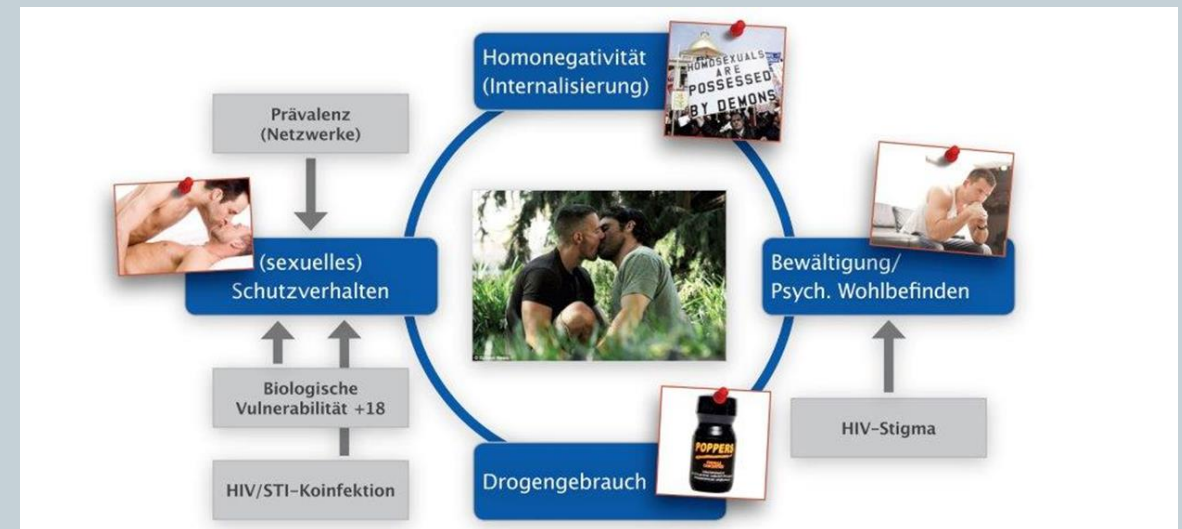 Homonegativität
(Internalisierung)
HOMOSEXUALS
ARE
POSSESSED
BY DEMONS
Prävalenz
(Netzwerke)
(sexuelles)
Schutzverhalten
Bewältigung/
Psych. Wohlbefinden
Biologische
Vulnerabilität +18
HIV/STI-Koinfektion
HIV-Stigma
Drogengebrauch
POPPERS